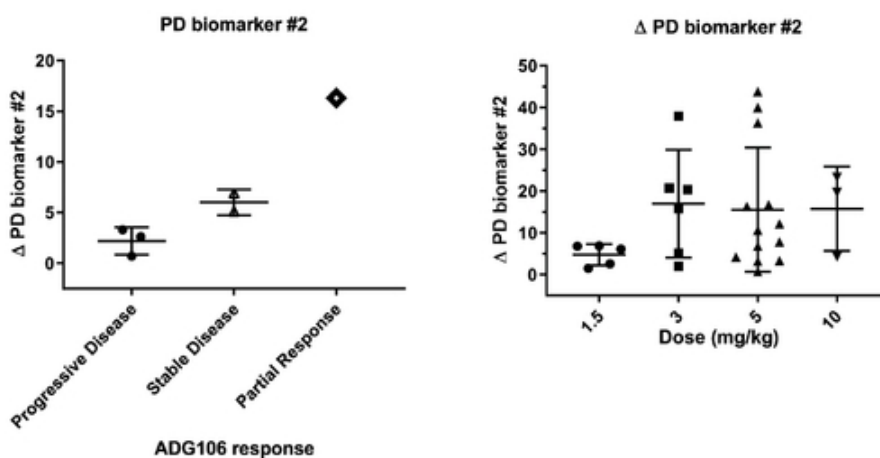 PD biomarker #2
Δ PD biomarker #2
20
15
10
5
0
Progressive Disease
Stable Disease
Partial Response
ADG106 response
Δ PD biomarker #2
Δ PD biomarker #2
50
40
30
20
10
0
1.5
3
5
10
Dose (mg/kg)